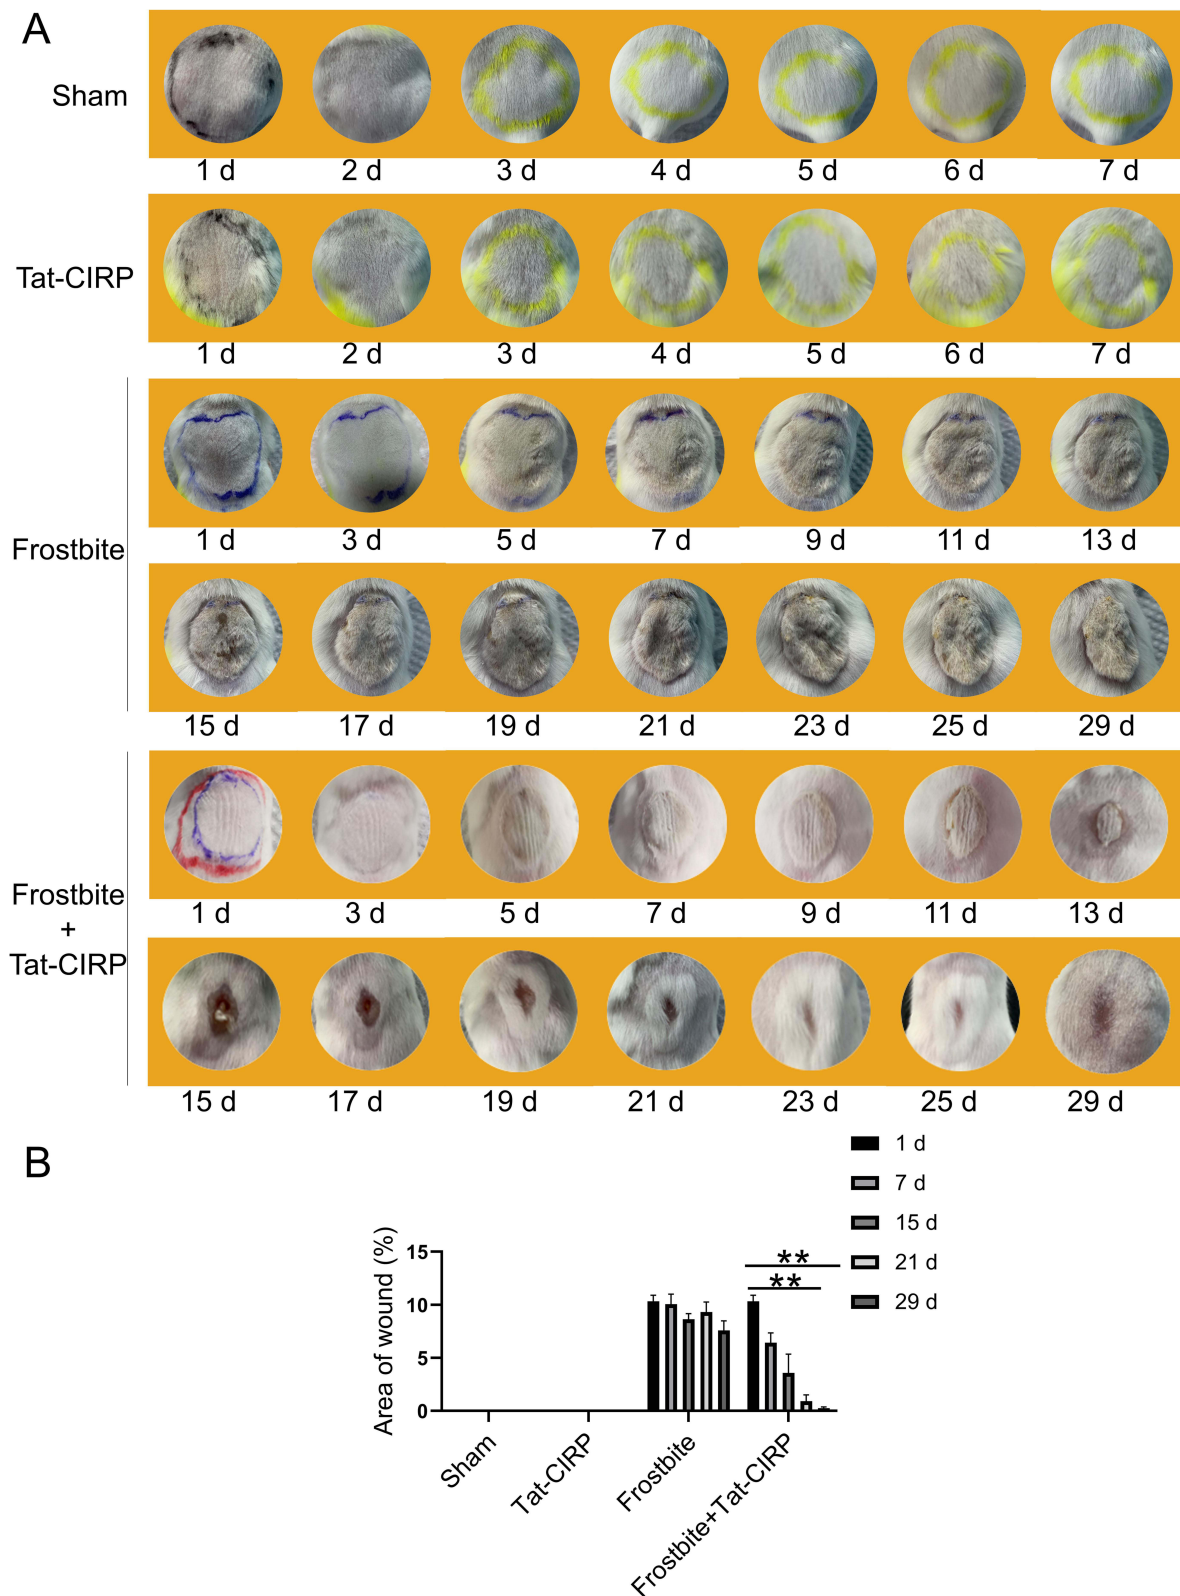 A
Sham
1 d 2 d 3 d 4 d 5 d 6 d 7 d
Tat-CIRP
1 d 2 d 3 d 4 d 5 d 6 d 7 d
Frostbite
1 d 3 d 5 d 7 d 9 d 11 d 13 d
15 d 17 d 19 d 21 d 23 d 25 d 29 d
Frostbite
+
Tat-CIRP
1 d 3 d 5 d 7 d 9 d 11 d 13 d
15 d 17 d 19 d 21 d 23 d 25 d 29 d
B
1 d
7 d
15 d
21 d
29 d
Area of wound (%)
15
10
5
0
**
**
Sham
Tat-CIRP
Frostbite
Frostbite+Tat-CIRP